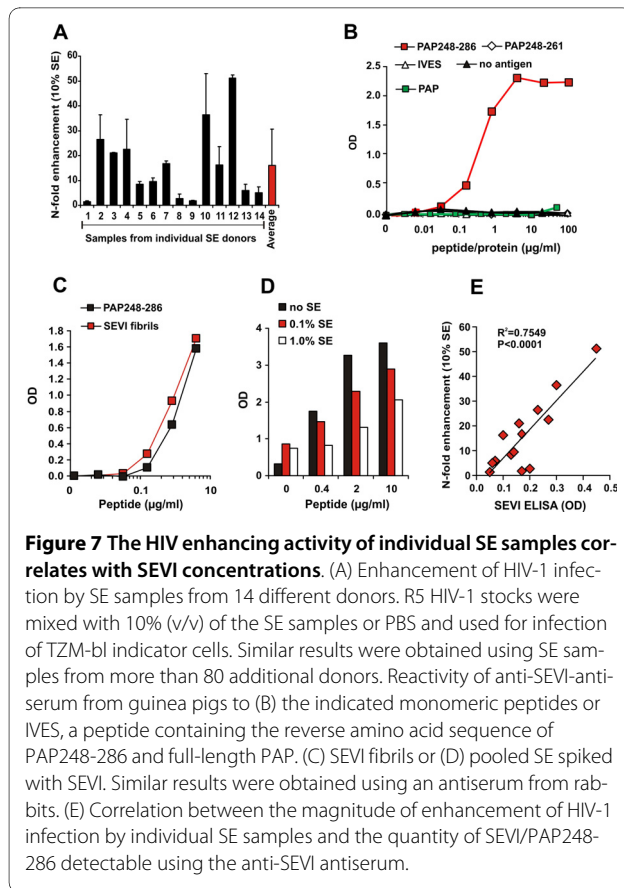 A
N-fold enhancement (10% SE)
60
50
40
30
20
10
0
1 2 3 4 5 6 7 8 9 10 11 12 13 14
Samples from individual SE donors
Average
B
PAP248-286 PAP248-261
IVES no antigen
PAP
OD
2.5
2.0
1.5
1.0
0.5
0.0
0 0.01 0.1 1 10 100
peptide/protein (µg/ml)
C
PAP248-286
SEVI fibrils
OD
1.8
1.6
1.4
1.2
1.0
0.8
0.6
0.4
0.2
0.0
0.1 10
Peptide (µg/ml)
D
no SE
0.1% SE
1.0% SE
OD
4
3
2
1
0
0 0.4 2 10
Peptide (µg/ml)
E
R²=0.7549
P<0.0001
N-fold enhancement (10% SE)
60
50
40
30
20
10
0
0.0 0.1 0.2 0.3 0.4 0.5
SEVI ELISA (OD)
Figure 7 The HIV enhancing activity of individual SE samples cor-
relates with SEVI concentrations. (A) Enhancement of HIV-1 infec-
tion by SE samples from 14 different donors. R5 HIV-1 stocks were
mixed with 10% (v/v) of the SE samples or PBS and used for infection
of TZM-bl indicator cells. Similar results were obtained using SE sam-
ples from more than 80 additional donors. Reactivity of anti-SEVI-anti-
serum from guinea pigs to (B) the indicated monomeric peptides or
IVES, a peptide containing the reverse amino acid sequence of
PAP248-286 and full-length PAP. (C) SEVI fibrils or (D) pooled SE spiked
with SEVI. Similar results were obtained using an antiserum from rab-
bits. (E) Correlation between the magnitude of enhancement of HIV-1
infection by individual SE samples and the quantity of SEVI/PAP248-
286 detectable using the anti-SEVI antiserum.